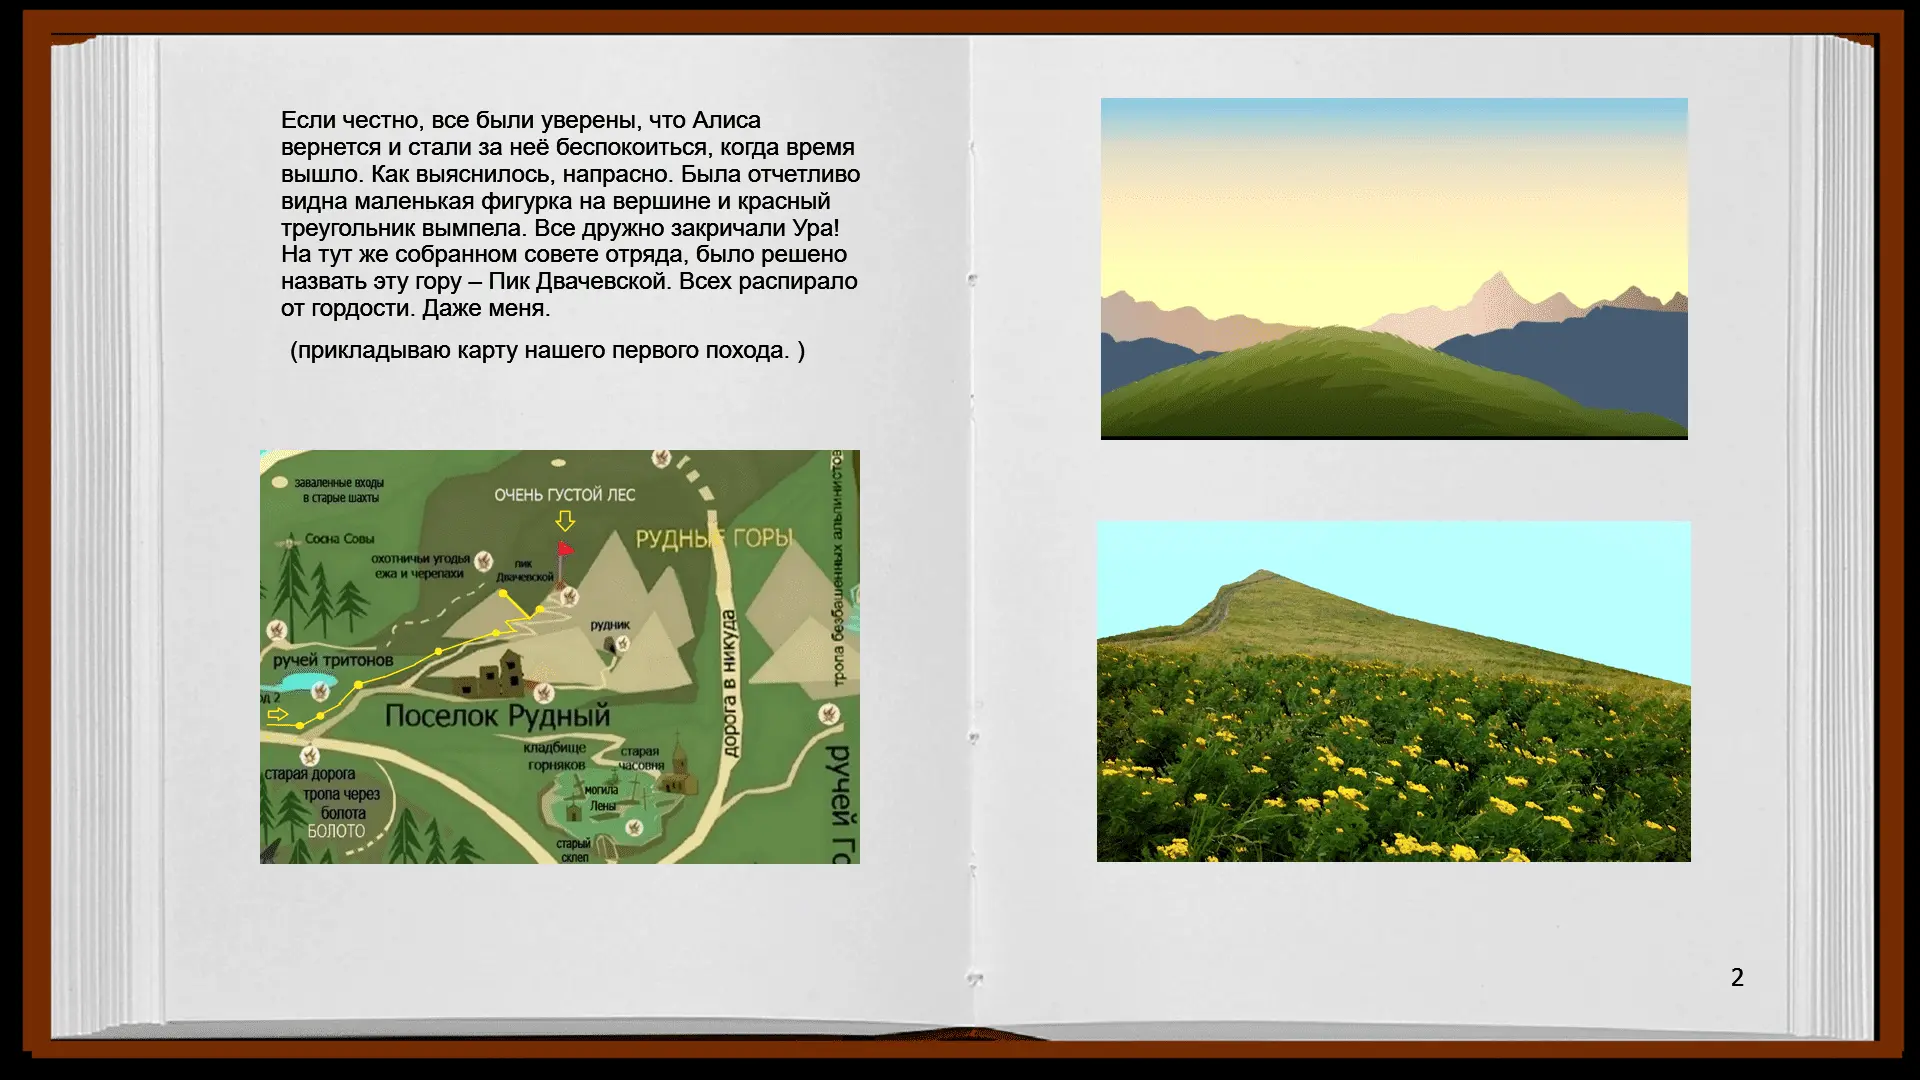 Если честно, все были уверены, что Алиса
вернется и стали за неё беспокоиться, когда время
вышло. Как выяснилось, напрасно. Была отчетливо
видна маленькая фигурка на вершине и красный
треугольник вымпела. Все дружно закричали Ура!
На тут же собранном совете отряда, было решено
назвать эту гору – Пик Двачевской. Всех распирало
от гордости. Даже меня.
(прикладываю карту нашего первого похода. )
заваленные входы
в старые шахты
ОЧЕНЬ ГУСТОЙ ЛЕС
РУДНЫЕ ГОРЫ
тропа безбашенных альпинистов
Сосна Совы
охотничьи угодья
ежа и черепахи
пик
Двачевской
рудник
ручей тритонов
од 2
Поселок Рудный
дорога в никуда
кладбище
горняков
старая
часовня
могила
Лены
старый
склеп
старая дорога
тропа через
болота
БОЛОТО
ручей Го
2